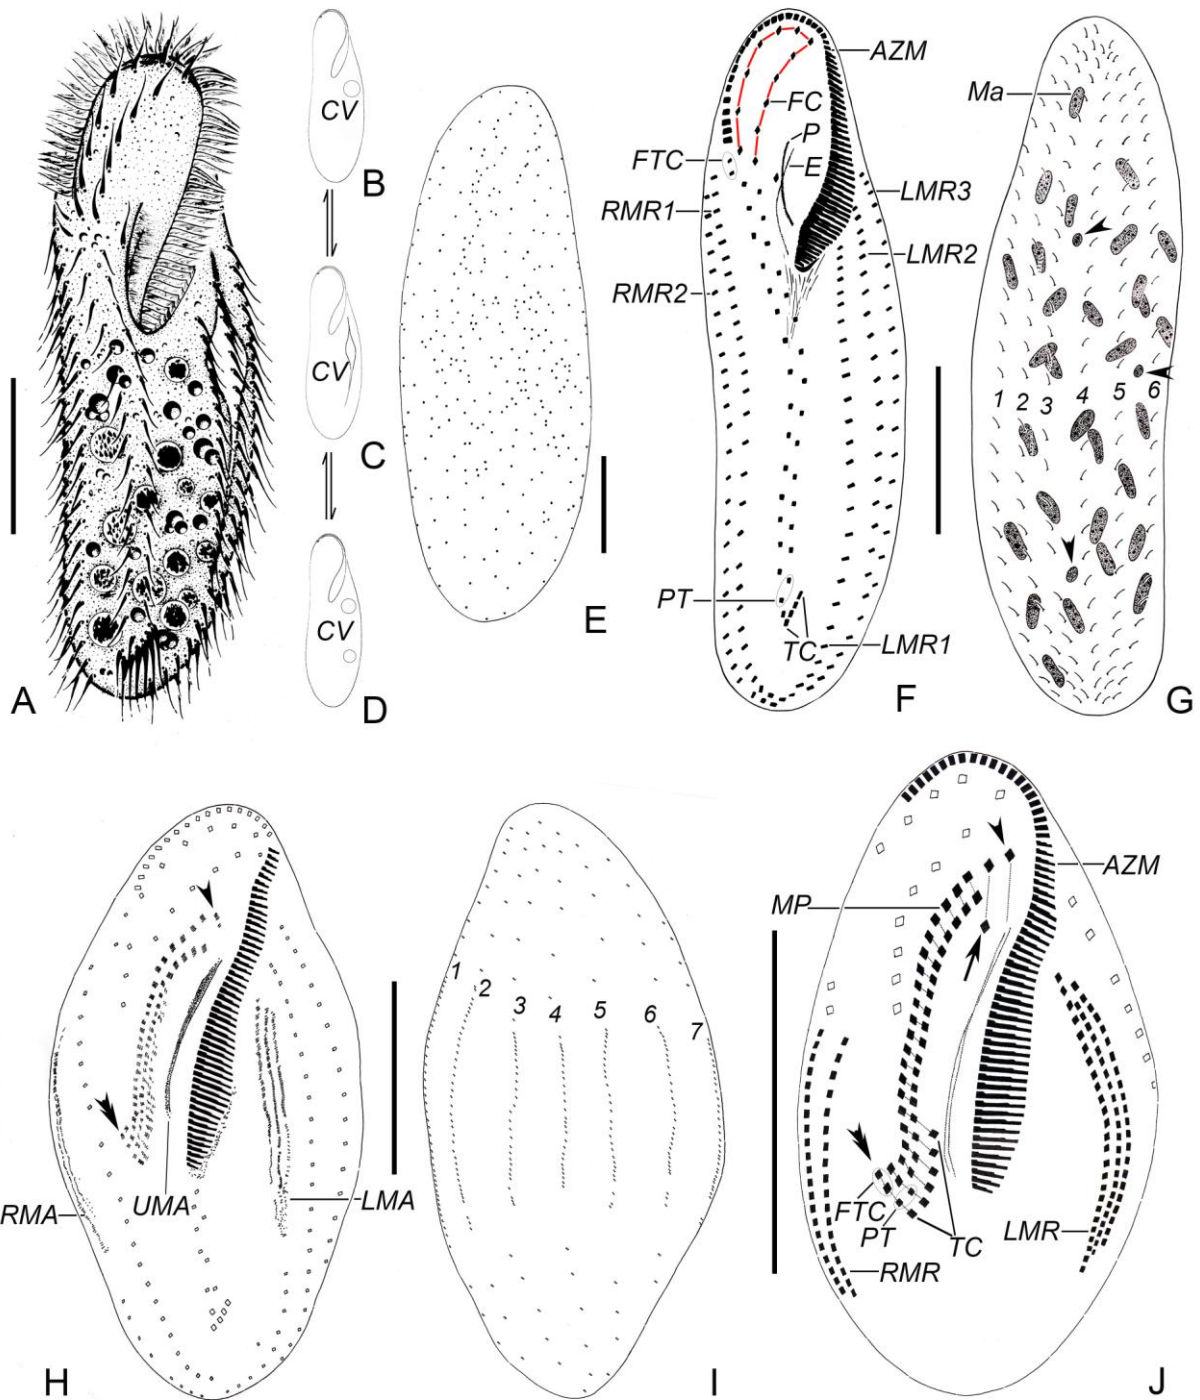 A
CV
B
CV
C
CV
D
E
AZM
FC
P
E
FTC
RMR1
RMR2
LMR3
LMR2
PT
TC
LMR1
F
Ma
1 2 3 4 5 6
G
RMA
UMA
LMA
H
1 2 3 4 5 6 7
I
AZM
MP
FTC
PT
TC
LMR
RMR
J